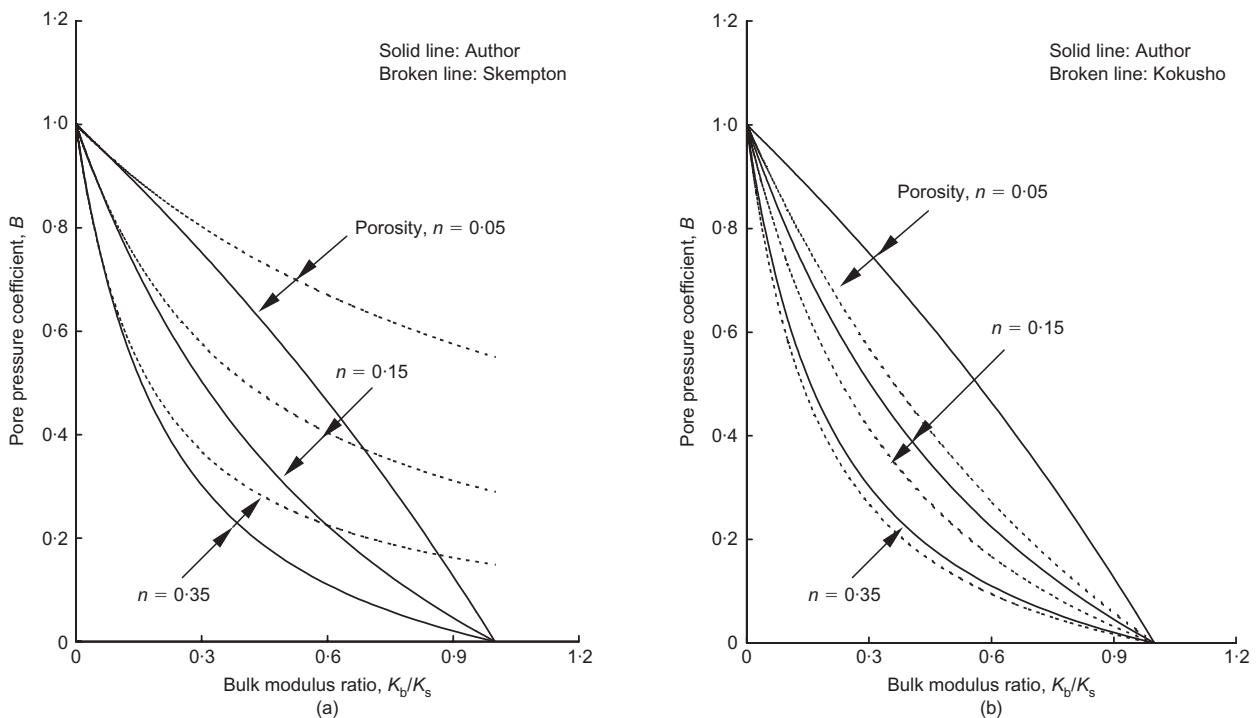 1·2
Solid line: Author
Broken line: Skempton
1·0
0·8
Porosity, n = 0·05
0·6
n = 0·15
0·4
0·2
n = 0·35
0
0
0·3
0·6
0·9
1·2
Pore pressure coefficient, B
Bulk modulus ratio, Kb/Ks
(a)
1·2
Solid line: Author
Broken line: Kokusho
1·0
Porosity, n = 0·05
0·8
n = 0·15
0·6
0·4
0·2
n = 0·35
0
0
0·3
0·6
0·9
1·2
Pore pressure coefficient, B
Bulk modulus ratio, Kb/Ks
(b)